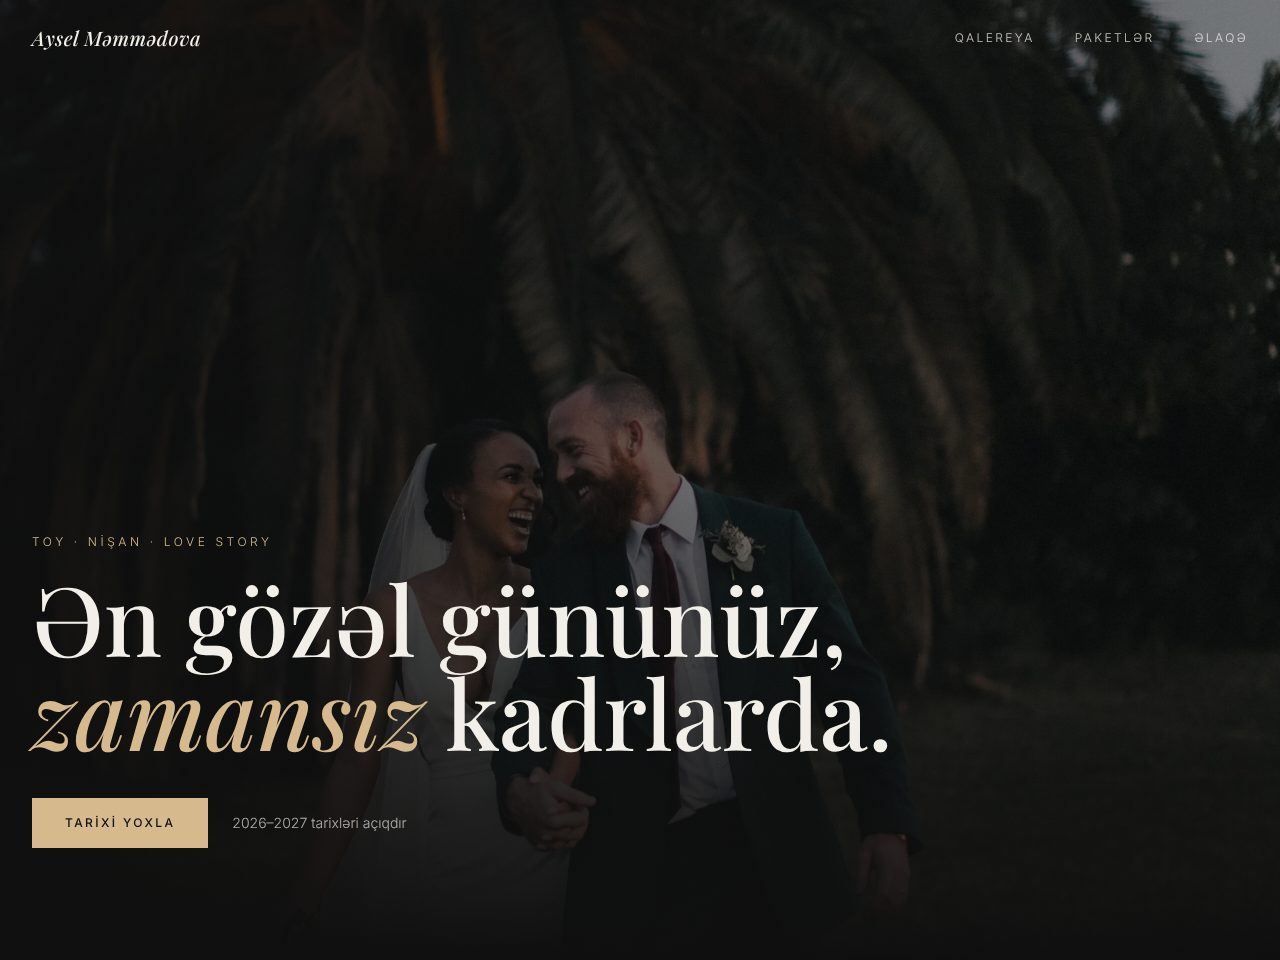 Aysel Məmmədova
QALEREYA PAKETLƏR ƏLAQƏ
TOY · NİŞAN · LOVE STORY
Ən gözəl gününüz,
zamansız kadrlarda.
TARİXİ YOXLA
2026–2027 tarixləri açıqdır